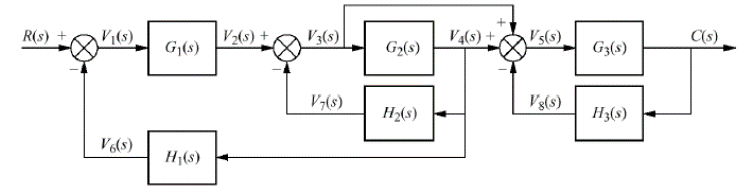 +
R(s) + V₁(s) G₁(s) V₂(s) + V₃(s) G₂(s) V₄(s) + V₅(s) G₃(s) C(s)
− − −
V₇(s) H₂(s) V₈(s) H₃(s)
V₆(s) H₁(s)